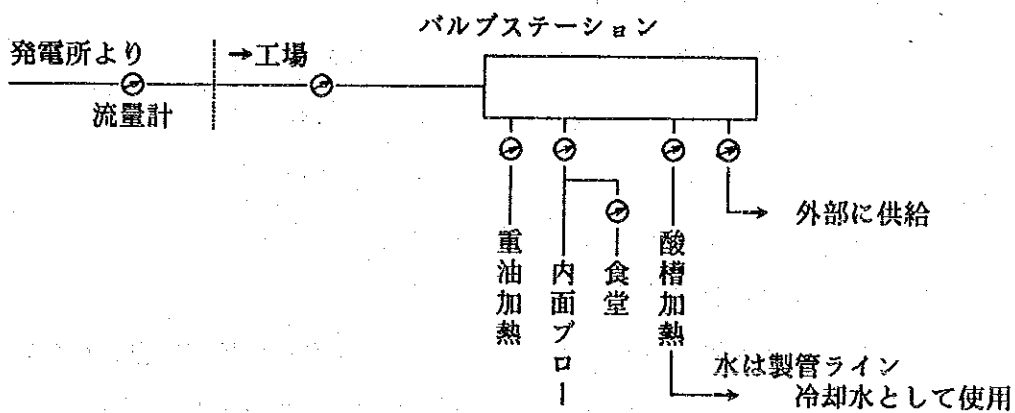 バルブステーション
発電所より
→工場
流量計
外部に供給
重油加熱
内面ブロー
食堂
酸槽加熱
水は製管ライン
冷却水として使用